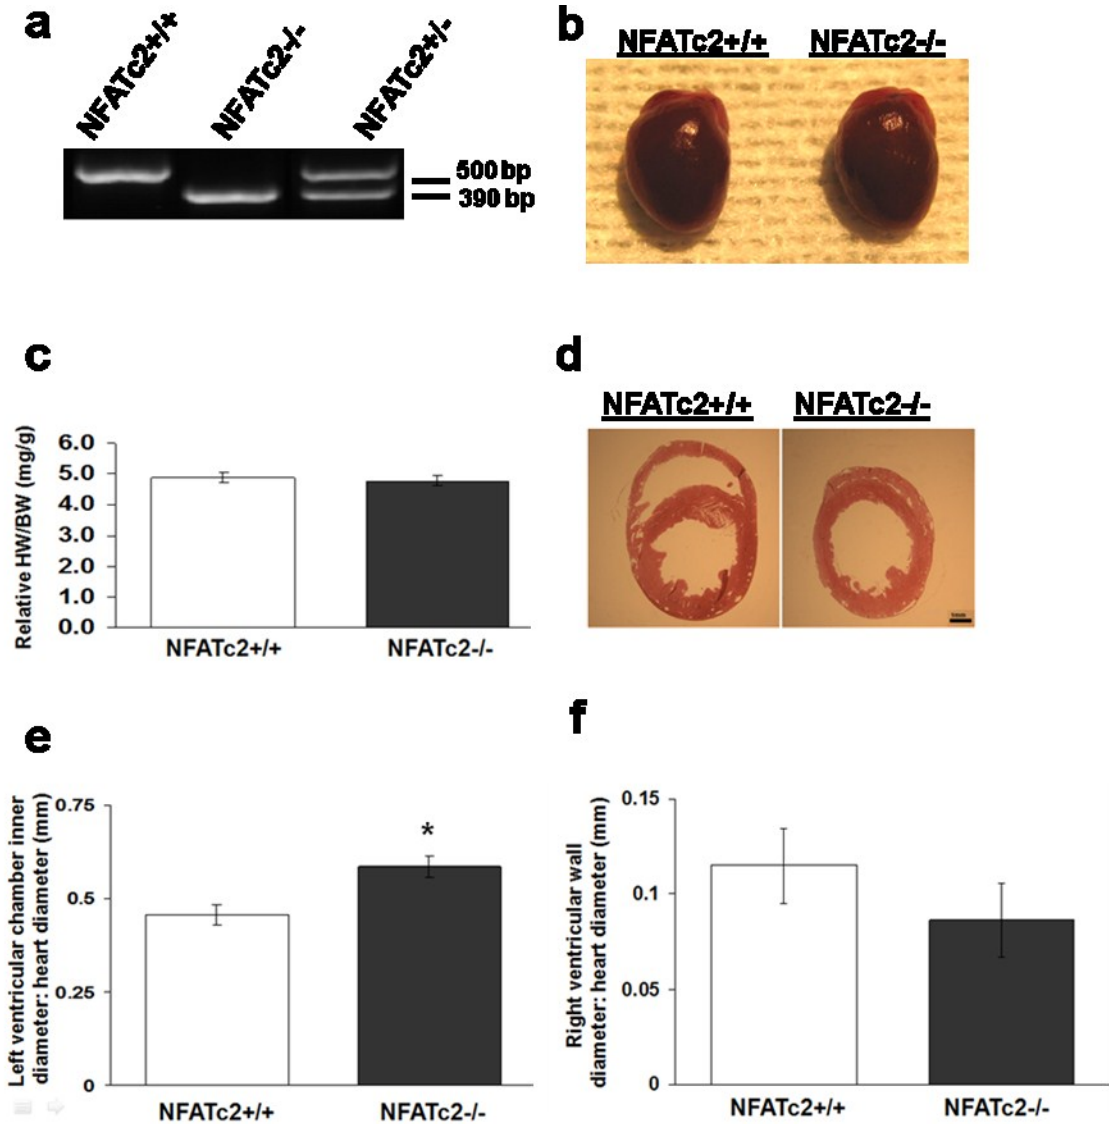 a
NFATc2+/+
NFATc2-/-
NFATc2+/-
500 bp
390 bp
b
NFATc2+/+
NFATc2-/-
c
Relative HW/BW (mg/g)
6.0
5.0
4.0
3.0
2.0
1.0
0.0
NFATc2+/+
NFATc2-/-
d
NFATc2+/+
NFATc2-/-
e
Left ventricular chamber inner
diameter: heart diameter (mm)
0.75
0.5
0.25
0
*
NFATc2+/+
NFATc2-/-
f
Right ventricular wall
diameter: heart diameter (mm)
0.15
0.1
0.05
0
NFATc2+/+
NFATc2-/-